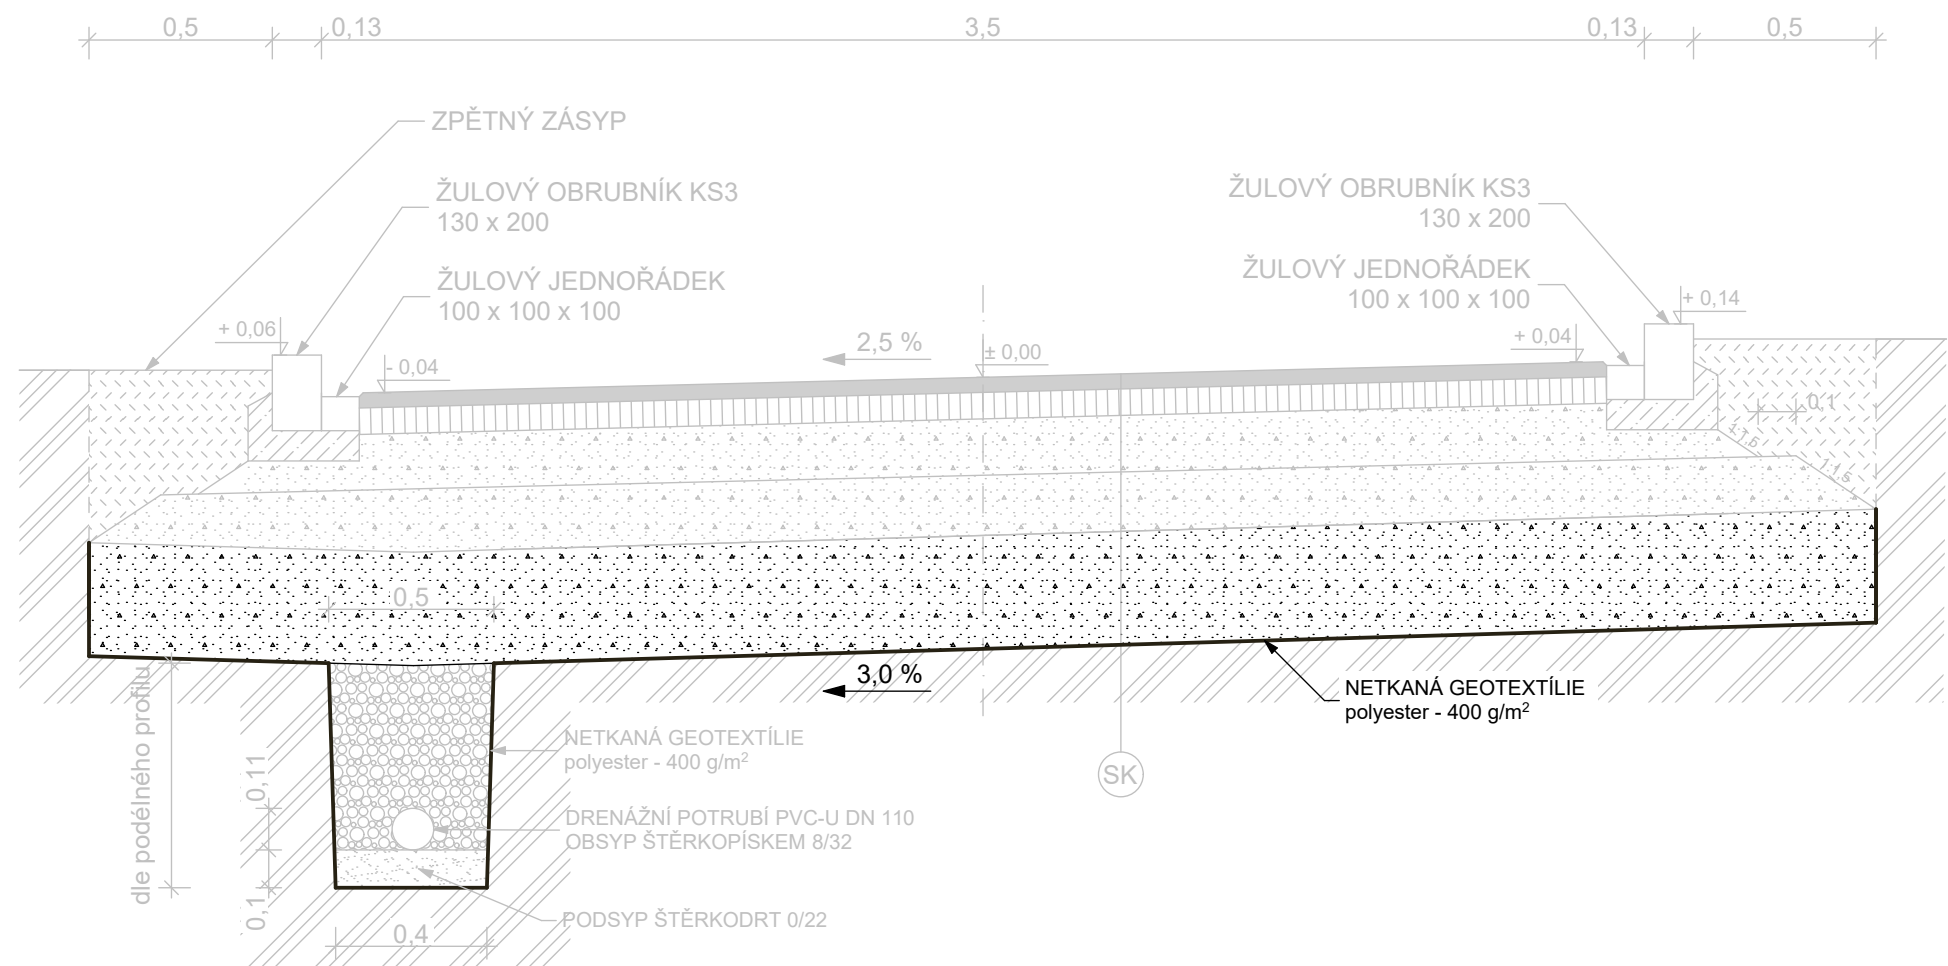 0,5
0,13
3,5
0,13
0,5
ZPĚTNÝ ZÁSYP
ŽULOVÝ OBRUBNÍK KS3
130 x 200
ŽULOVÝ OBRUBNÍK KS3
130 x 200
ŽULOVÝ JEDNOŘÁDEK
100 x 100 x 100
ŽULOVÝ JEDNOŘÁDEK
100 x 100 x 100
+ 0,06
- 0,04
2,5 %
± 0,00
+ 0,04
+ 0,14
0,1
1:1,5
1:1,5
0,5
3,0 %
NETKANÁ GEOTEXTÍLIE
polyester - 400 g/m²
dle podélného profilu
NETKANÁ GEOTEXTÍLIE
polyester - 400 g/m²
SK
0,11
DRENÁŽNÍ POTRUBÍ PVC-U DN 110
OBSYP ŠTĚRKOPÍSKEM 8/32
0,1
PODSYP ŠTĚRKODRT 0/22
0,4